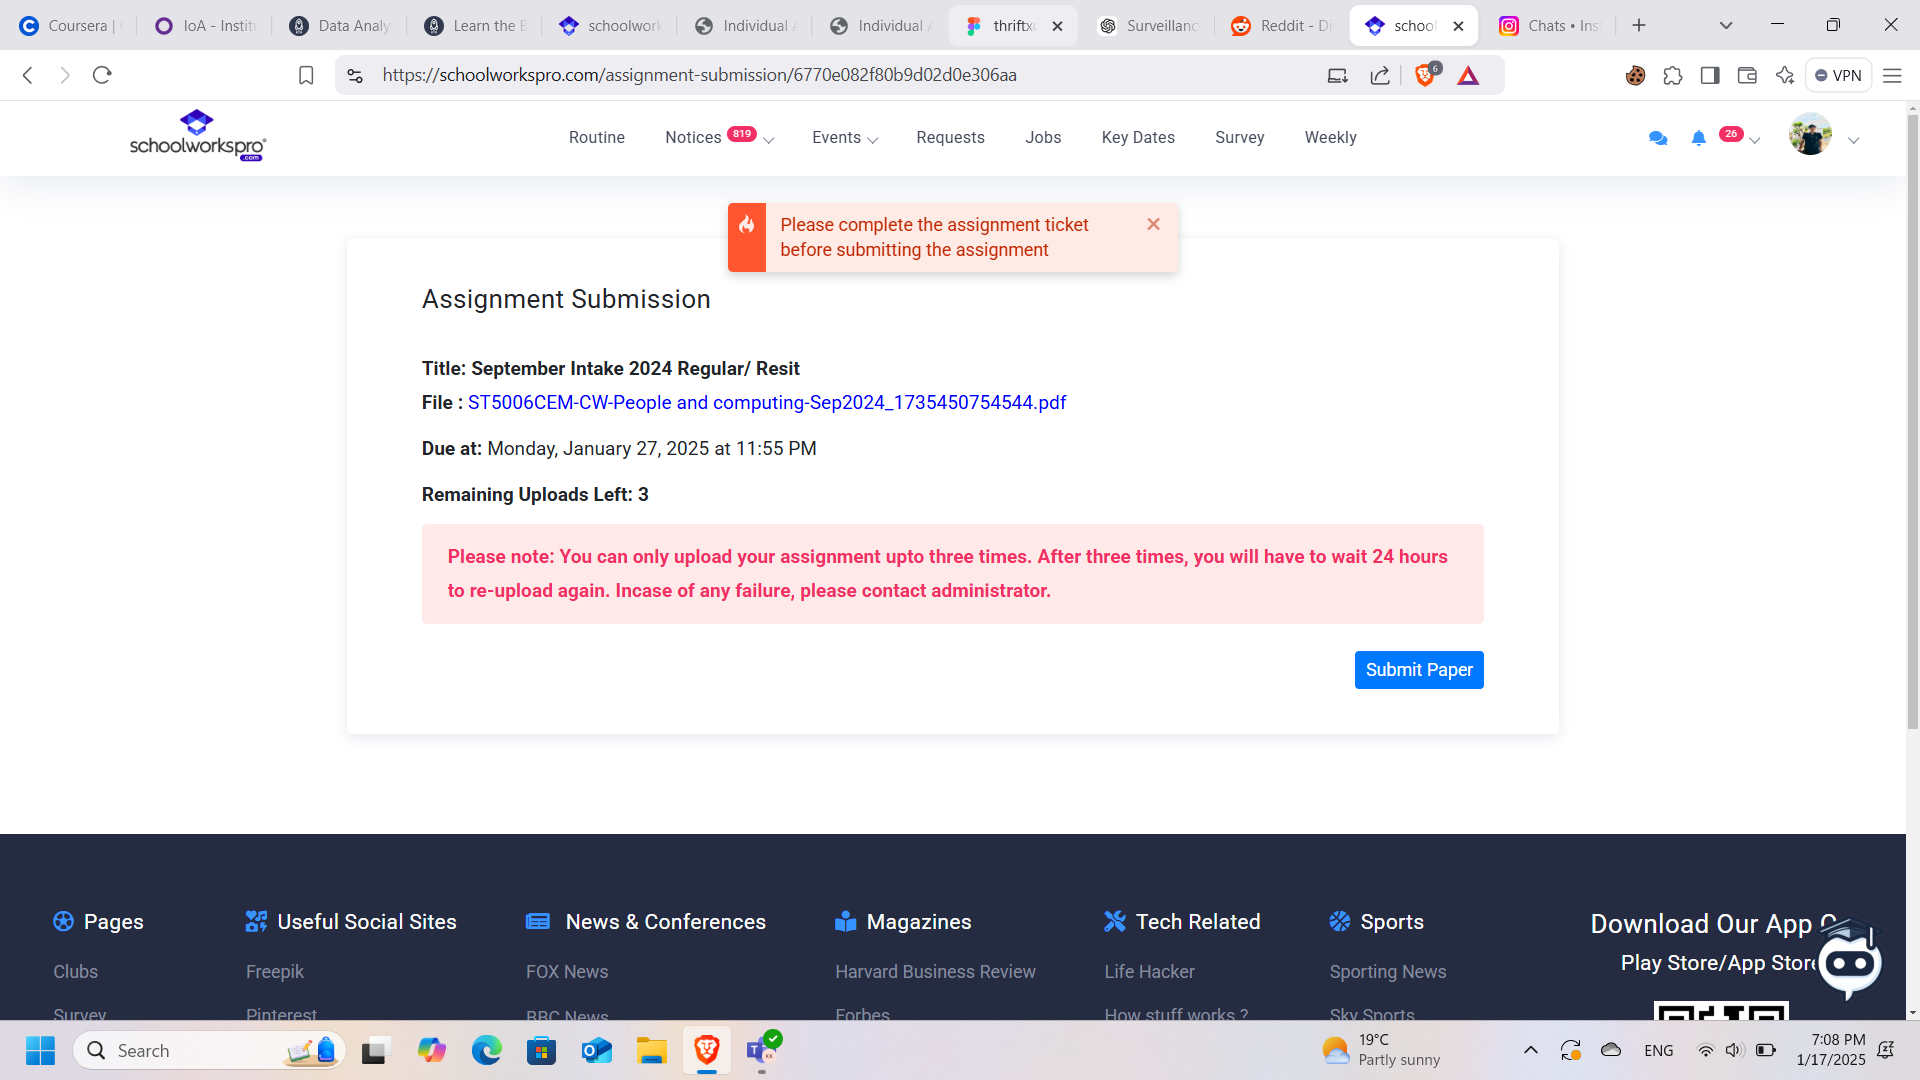 Coursera |
IoA - Institu
Data Analy
Learn the B
schoolwork
Individual A
Individual A
thriftx
Surveillanc
Reddit - Di
school
Chats • Ins
https://schoolworkspro.com/assignment-submission/6770e082f80b9d02d0e306aa
6
VPN
schoolworkspro
.com
Routine
Notices 819
Events
Requests
Jobs
Key Dates
Survey
Weekly
26
Please complete the assignment ticket
before submitting the assignment
Assignment Submission
Title: September Intake 2024 Regular/ Resit
File : ST5006CEM-CW-People and computing-Sep2024_1735450754544.pdf
Due at: Monday, January 27, 2025 at 11:55 PM
Remaining Uploads Left: 3
Please note: You can only upload your assignment upto three times. After three times, you will have to wait 24 hours
to re-upload again. Incase of any failure, please contact administrator.
Submit Paper
Pages
Useful Social Sites
News & Conferences
Magazines
Tech Related
Sports
Download Our App
Clubs
Freepik
FOX News
Harvard Business Review
Life Hacker
Sporting News
Play Store/App Store
Survey
Pinterest
BBC News
Forbes
How stuff works ?
Sky Sports
Search
19°C
Partly sunny
ENG
7:08 PM
1/17/2025